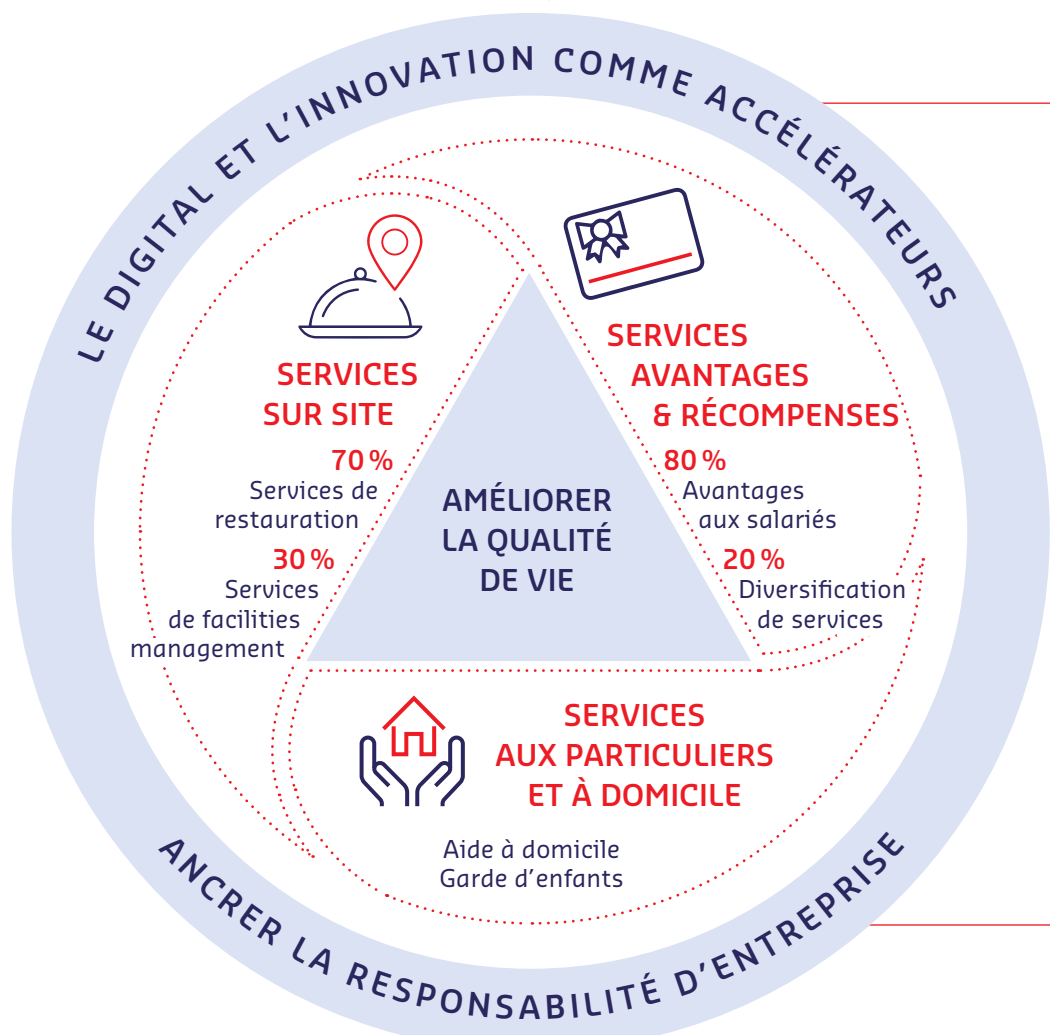 LE DIGITAL ET L'INNOVATION COMME ACCÉLÉRATEURS
SERVICES
SUR SITE
70 %
Services de
restauration
30 %
Services
de facilities
management
SERVICES
AVANTAGES
& RÉCOMPENSES
80 %
Avantages
aux salariés
20 %
Diversification
de services
AMÉLIORER
LA QUALITÉ
DE VIE
SERVICES
AUX PARTICULIERS
ET À DOMICILE
Aide à domicile
Garde d'enfants
ANCRER LA RESPONSABILITÉ D'ENTREPRISE